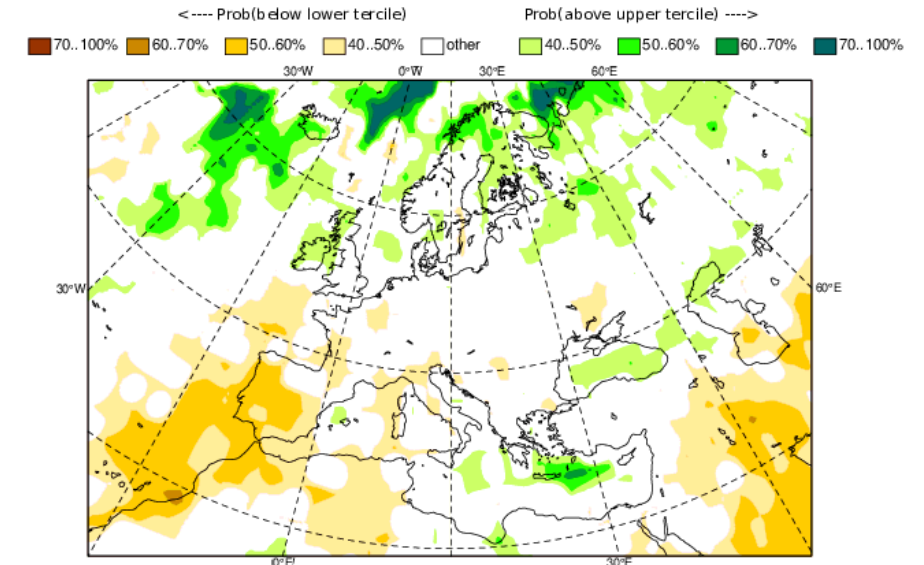 <---- Prob(below lower tercile) Prob(above upper tercile) ---->
70..100% 60..70% 50..60% 40..50% other 40..50% 50..60% 60..70% 70..100%
30°W 0°W 30°E 60°E
30°W 60°E
0°E 30°E